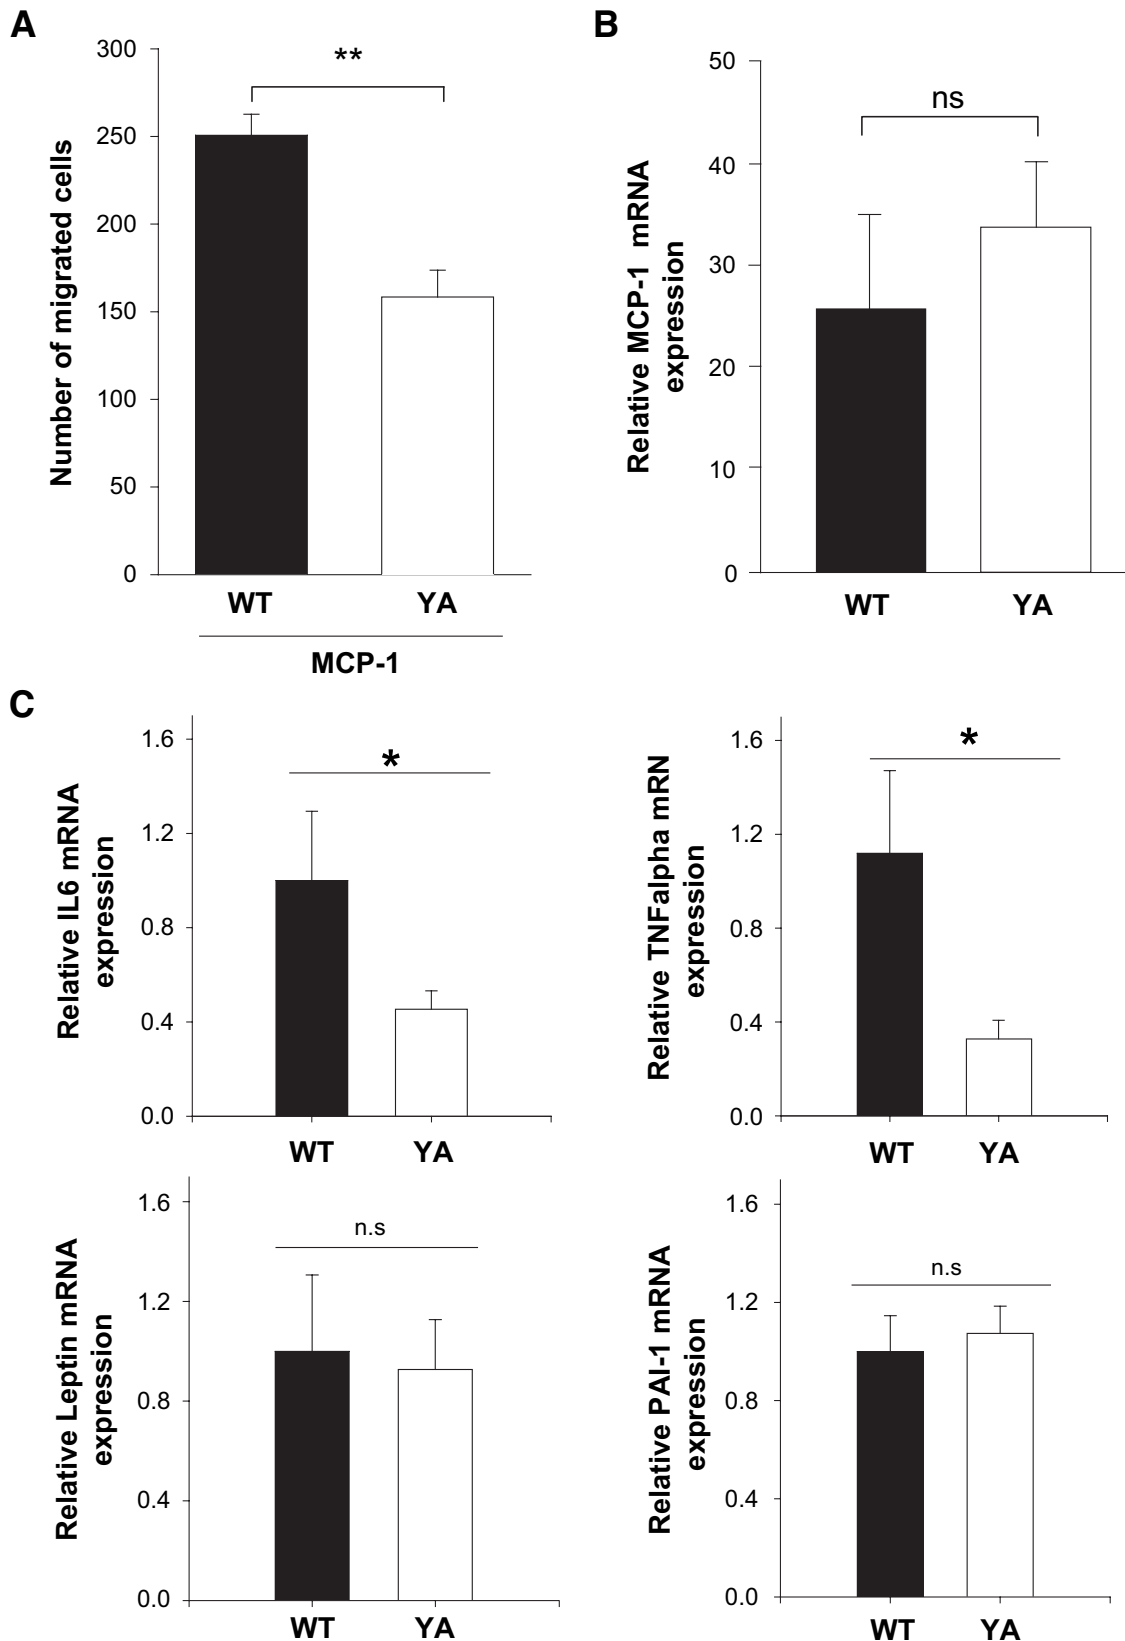 A
Number of migrated cells
300
250
200
150
100
50
0
**
WT YA
MCP-1
B
Relative MCP-1 mRNA
expression
50
40
30
20
10
0
ns
WT YA
C
Relative IL6 mRNA
expression
1.6
1.2
0.8
0.4
0.0
*
WT YA
Relative TNFalpha mRN
expression
1.6
1.2
0.8
0.4
0.0
*
WT YA
Relative Leptin mRNA
expression
1.6
1.2
0.8
0.4
0.0
n.s
WT YA
Relative PAI-1 mRNA
expression
1.6
1.2
0.8
0.4
0.0
n.s
WT YA